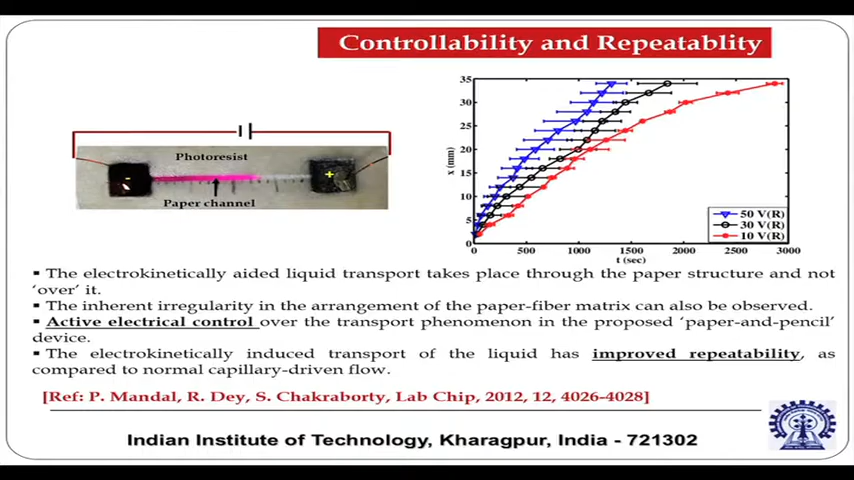 Controllability and Repeatablity
Photoresist
Paper channel
x (mm)
35
30
25
20
15
10
5
0
0 500 1000 1500 2000 2500 3000
t (sec)
50 V(R)
30 V(R)
10 V(R)
▪ The electrokinetically aided liquid transport takes place through the paper structure and not
‘over’ it.
▪ The inherent irregularity in the arrangement of the paper-fiber matrix can also be observed.
▪ Active electrical control over the transport phenomenon in the proposed ‘paper-and-pencil’
device.
▪ The electrokinetically induced transport of the liquid has improved repeatability, as
compared to normal capillary-driven flow.
[Ref: P. Mandal, R. Dey, S. Chakraborty, Lab Chip, 2012, 12, 4026-4028]
Indian Institute of Technology, Kharagpur, India - 721302